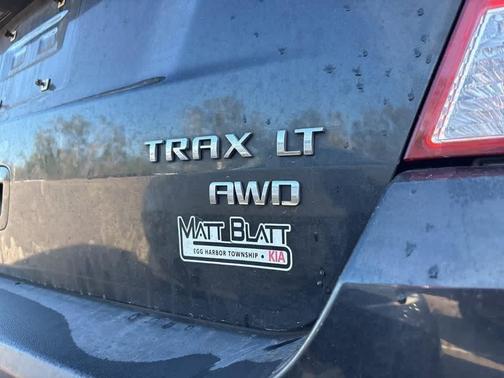 TRAX LT
AWD
MATT BLATT
EGG HARBOR TOWNSHIP • KIA